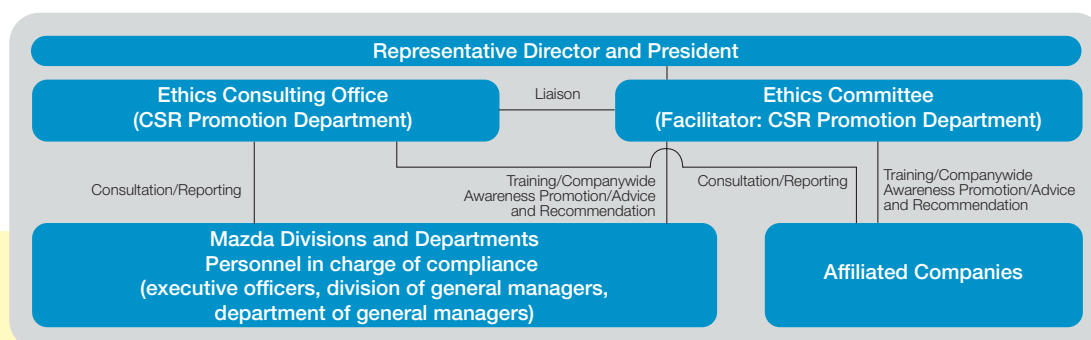 Representative Director and President
Ethics Consulting Office
(CSR Promotion Department)
Liaison
Ethics Committee
(Facilitator: CSR Promotion Department)
Consultation/Reporting
Training/Companywide
Awareness Promotion/Advice
and Recommendation
Consultation/Reporting
Training/Companywide
Awareness Promotion/Advice
and Recommendation
Mazda Divisions and Departments
Personnel in charge of compliance
(executive officers, division of general managers,
department of general managers)
Affiliated Companies